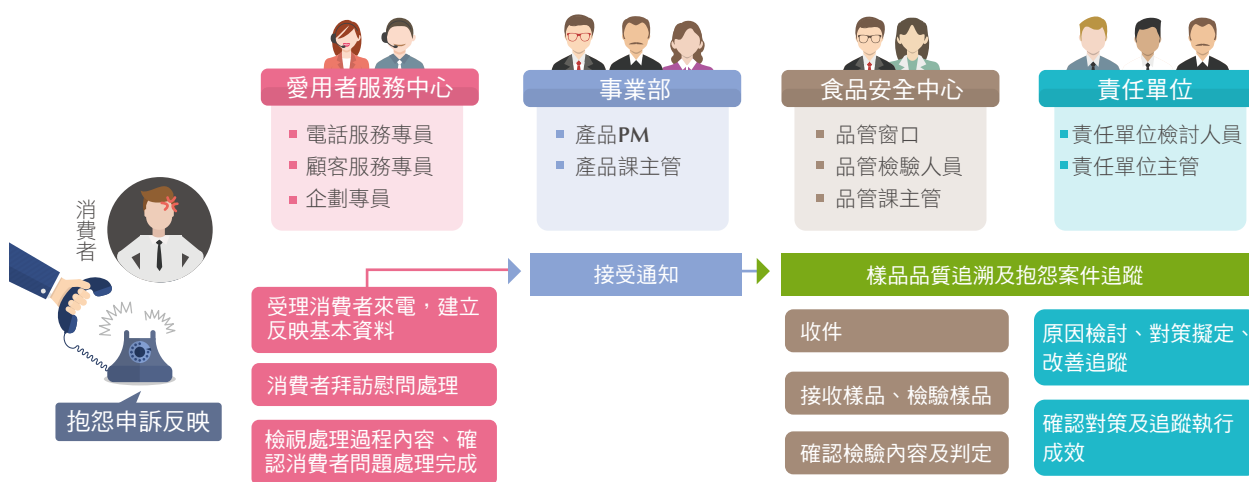 愛用者服務中心
電話服務專員
顧客服務專員
企劃專員
事業部
產品PM
產品課主管
食品安全中心
品管窗口
品管檢驗人員
品管課主管
責任單位
責任單位檢討人員
責任單位主管
消費者
抱怨申訴反映
受理消費者來電，建立
反映基本資料
消費者拜訪慰問處理
檢視處理過程內容、確
認消費者問題處理完成
接受通知
樣品品質追溯及抱怨案件追蹤
收件
接收樣品、檢驗樣品
確認檢驗內容及判定
原因檢討、對策擬定、
改善追蹤
確認對策及追蹤執行
成效